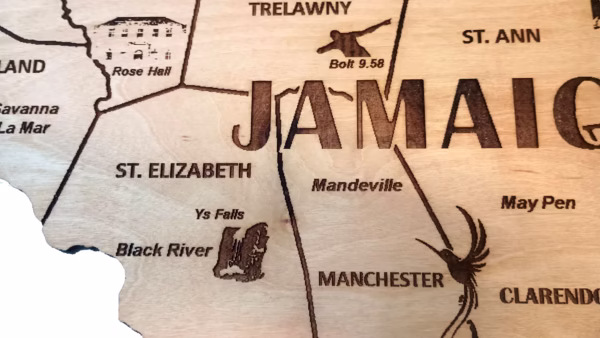 TRELAWNY
ST. ANN
Rose Hall
Bolt 9.58
LAND
Savanna
La Mar
JAMAIC
ST. ELIZABETH
Mandeville
May Pen
Ys Falls
Black River
MANCHESTER
CLARENDO